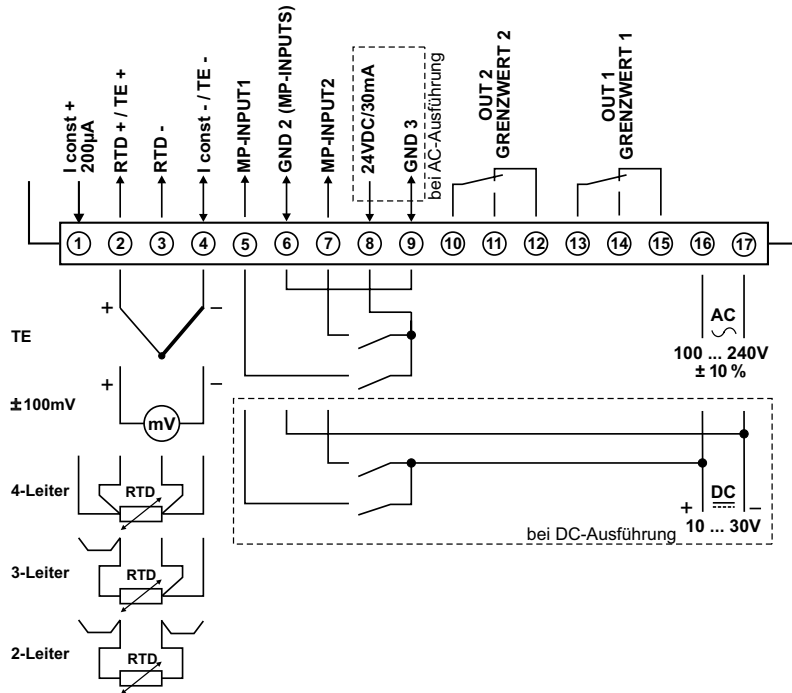 I const +
200µA
RTD + / TE +
RTD -
I const - / TE -
MP-INPUT1
GND 2 (MP-INPUTS)
MP-INPUT2
24VDC/30mA
GND 3
bei AC-Ausführung
OUT 2
GRENZWERT 2
OUT 1
GRENZWERT 1
1 2 3 4 5 6 7 8 9 10 11 12 13 14 15 16 17
+ –
TE
AC
100 ... 240V
± 10 %
+ –
±100mV
mV
4-Leiter
RTD
+ DC –
10 ... 30V
bei DC-Ausführung
3-Leiter
RTD
2-Leiter
RTD